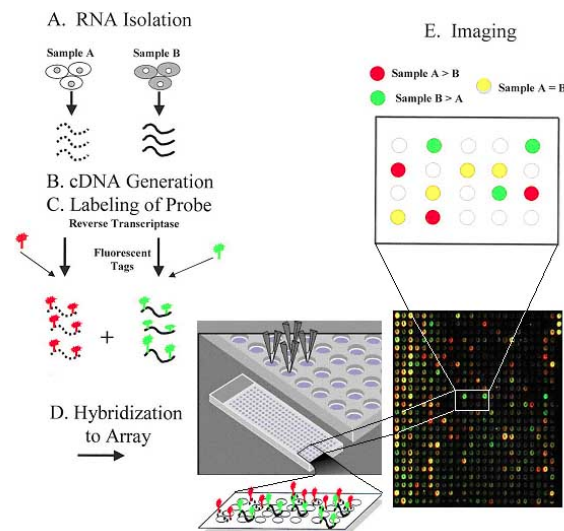 A. RNA Isolation
Sample A
Sample B
B. cDNA Generation
C. Labeling of Probe
Reverse Transcriptase
Fluorescent
Tags
+
D. Hybridization
to Array
E. Imaging
Sample A > B
Sample A = B
Sample B > A